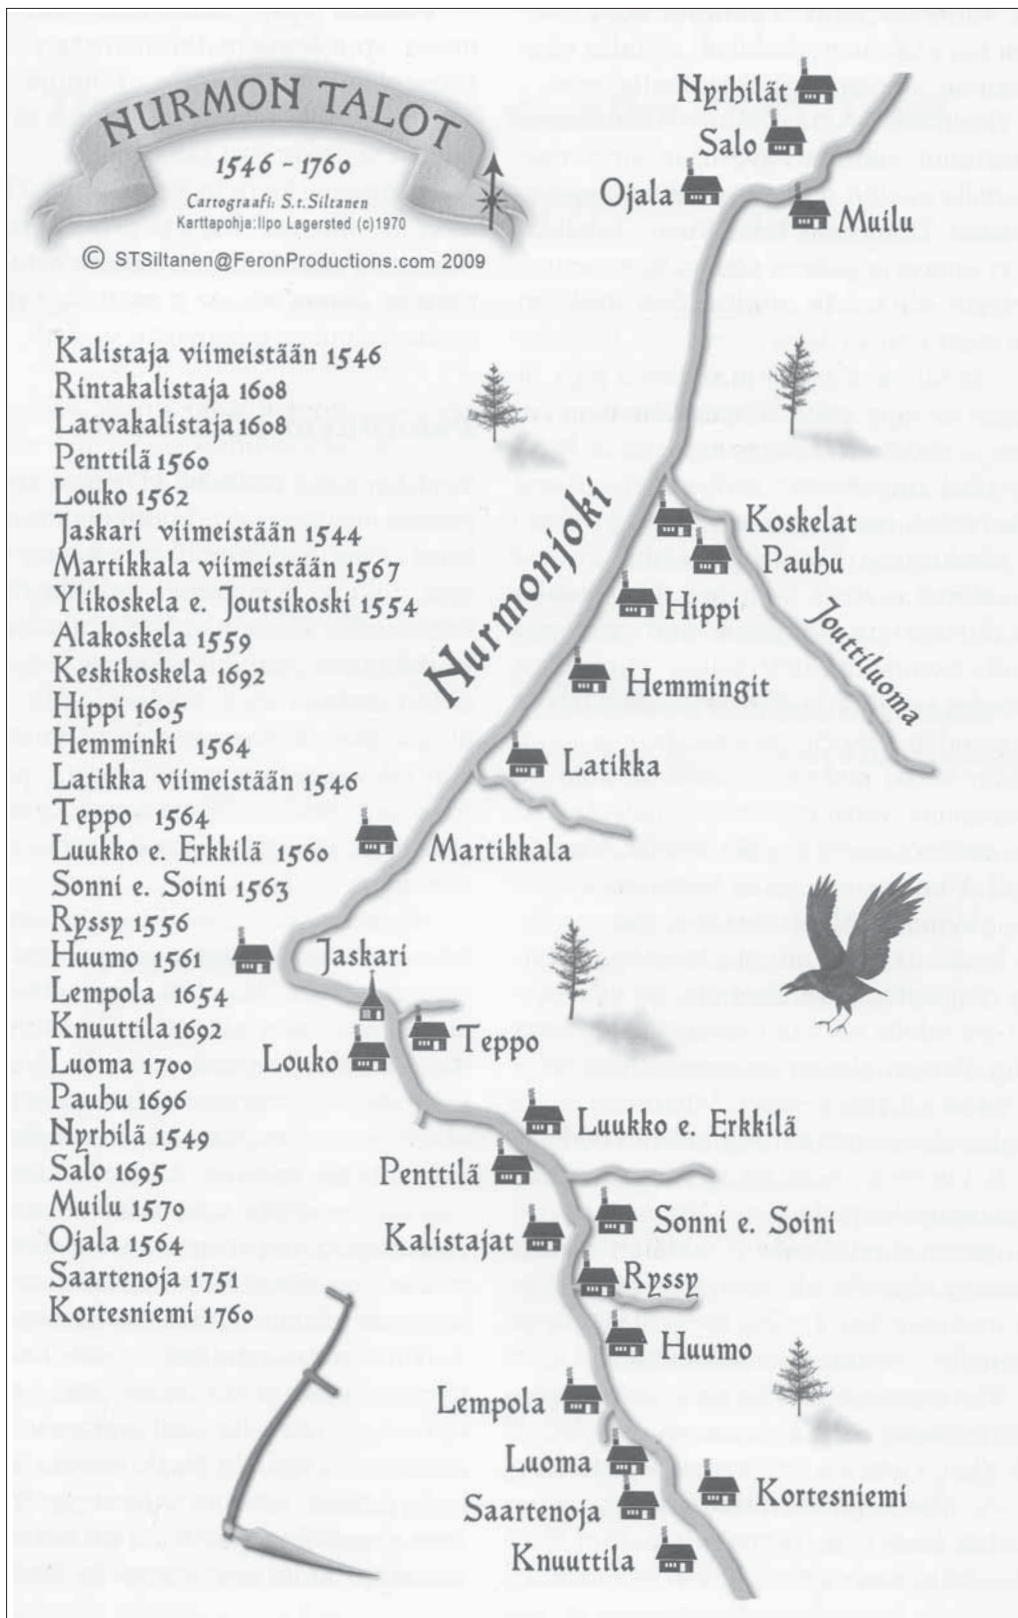 NURMON TALOT
1546 - 1760
Cartograafi: S.t.Siltanen
Karttapohja:Ilpo Lagersted (c)1970
© STSiltanen@FeronProductions.com 2009
Kalistaja viimeistään 1546
Rintakalistaja 1608
Latvakalistaja 1608
Penttilä 1560
Louko 1562
Jaskari viimeistään 1544
Martikkala viimeistään 1567
Ylikoskela e. Joutsikoski 1554
Alakoskela 1559
Keskikoskela 1692
Hippi 1605
Hemminki 1564
Latikka viimeistään 1546
Teppo 1564
Luukko e. Erkkilä 1560
Sonni e. Soini 1563
Ryssy 1556
Huumo 1561
Lempola 1654
Knuuttila 1692
Luoma 1700
Pauhu 1696
Nyrhilä 1549
Salo 1695
Muilu 1570
Ojala 1564
Saartenoja 1751
Kortesniemi 1760
Nyrhilät
Salo
Ojala
Muilu
Nurmonjoki
Koskelat
Pauhu
Hippi
Jouttiluoma
Hemmingit
Latikka
Martikkala
Jaskari
Teppo
Louko
Luukko e. Erkkilä
Penttilä
Sonni e. Soini
Kalistajat
Ryssy
Huumo
Lempola
Luoma
Kortesniemi
Saartenoja
Knuuttila